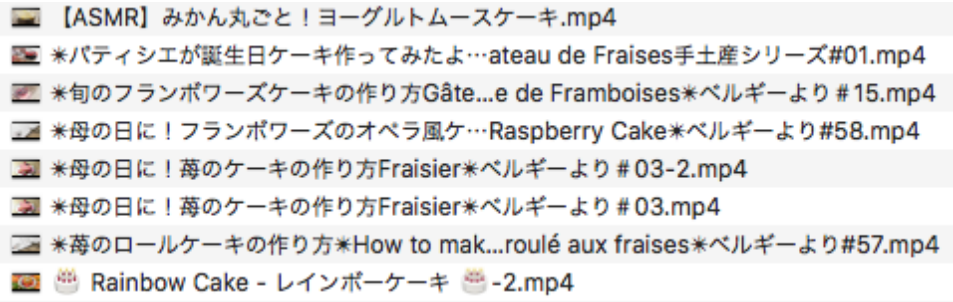 【ASMR】みかん丸ごと！ヨーグルトムースケーキ.mp4
✴︎パティシエが誕生日ケーキ作ってみたよ…ateau de Fraises手土産シリーズ#01.mp4
✴︎旬のフランボワーズケーキの作り方Gâte...e de Framboises✴︎ベルギーより＃15.mp4
✴︎母の日に！フランボワーズのオペラ風ケ…Raspberry Cake✴︎ベルギーより#58.mp4
✴︎母の日に！苺のケーキの作り方Fraisier✴︎ベルギーより＃03-2.mp4
✴︎母の日に！苺のケーキの作り方Fraisier✴︎ベルギーより＃03.mp4
✴︎苺のロールケーキの作り方✴︎How to mak...roulé aux fraises✴︎ベルギーより#57.mp4
🎂 Rainbow Cake - レインボーケーキ 🎂-2.mp4